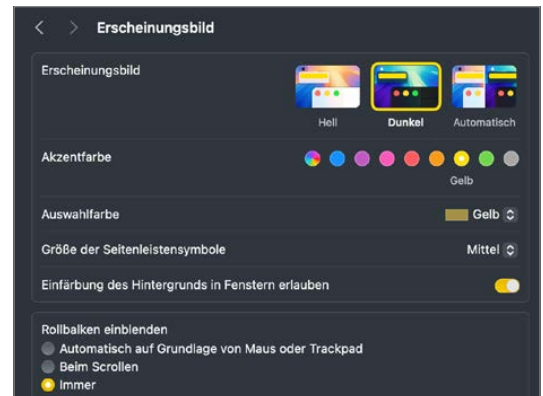 Erscheinungsbild
Erscheinungsbild
Hell Dunkel Automatisch
Akzentfarbe
Gelb
Auswahlfarbe Gelb
Größe der Seitenleistensymbole Mittel
Einfärbung des Hintergrunds in Fenstern erlauben
Rollbalken einblenden
Automatisch auf Grundlage von Maus oder Trackpad
Beim Scrollen
Immer